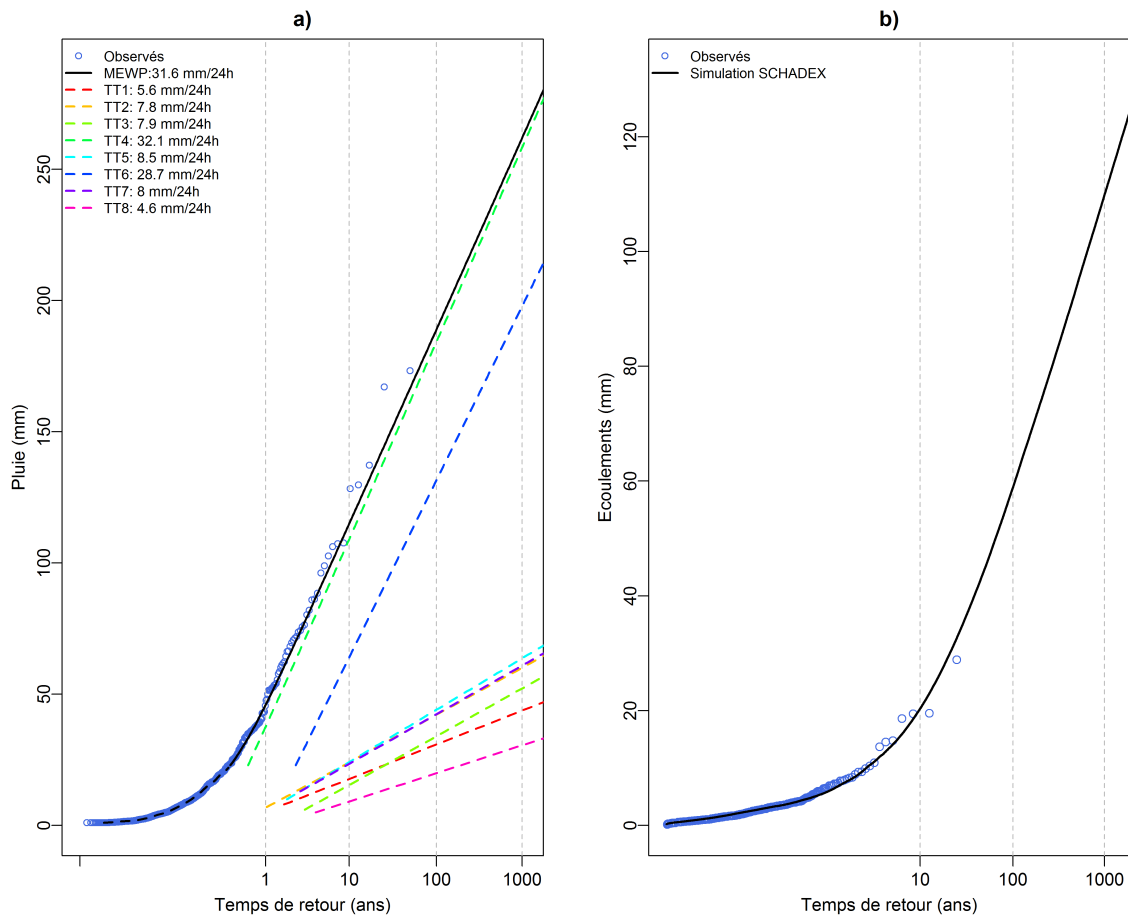 a)
Observés
MEWP:31.6 mm/24h
TT1: 5.6 mm/24h
TT2: 7.8 mm/24h
TT3: 7.9 mm/24h
TT4: 32.1 mm/24h
TT5: 8.5 mm/24h
TT6: 28.7 mm/24h
TT7: 8 mm/24h
TT8: 4.6 mm/24h
Pluie (mm)
250
200
150
100
50
0
1 10 100 1000
Temps de retour (ans)
b)
Observés
Simulation SCHADEX
Ecoulements (mm)
120
100
80
60
40
20
0
10 100 1000
Temps de retour (ans)